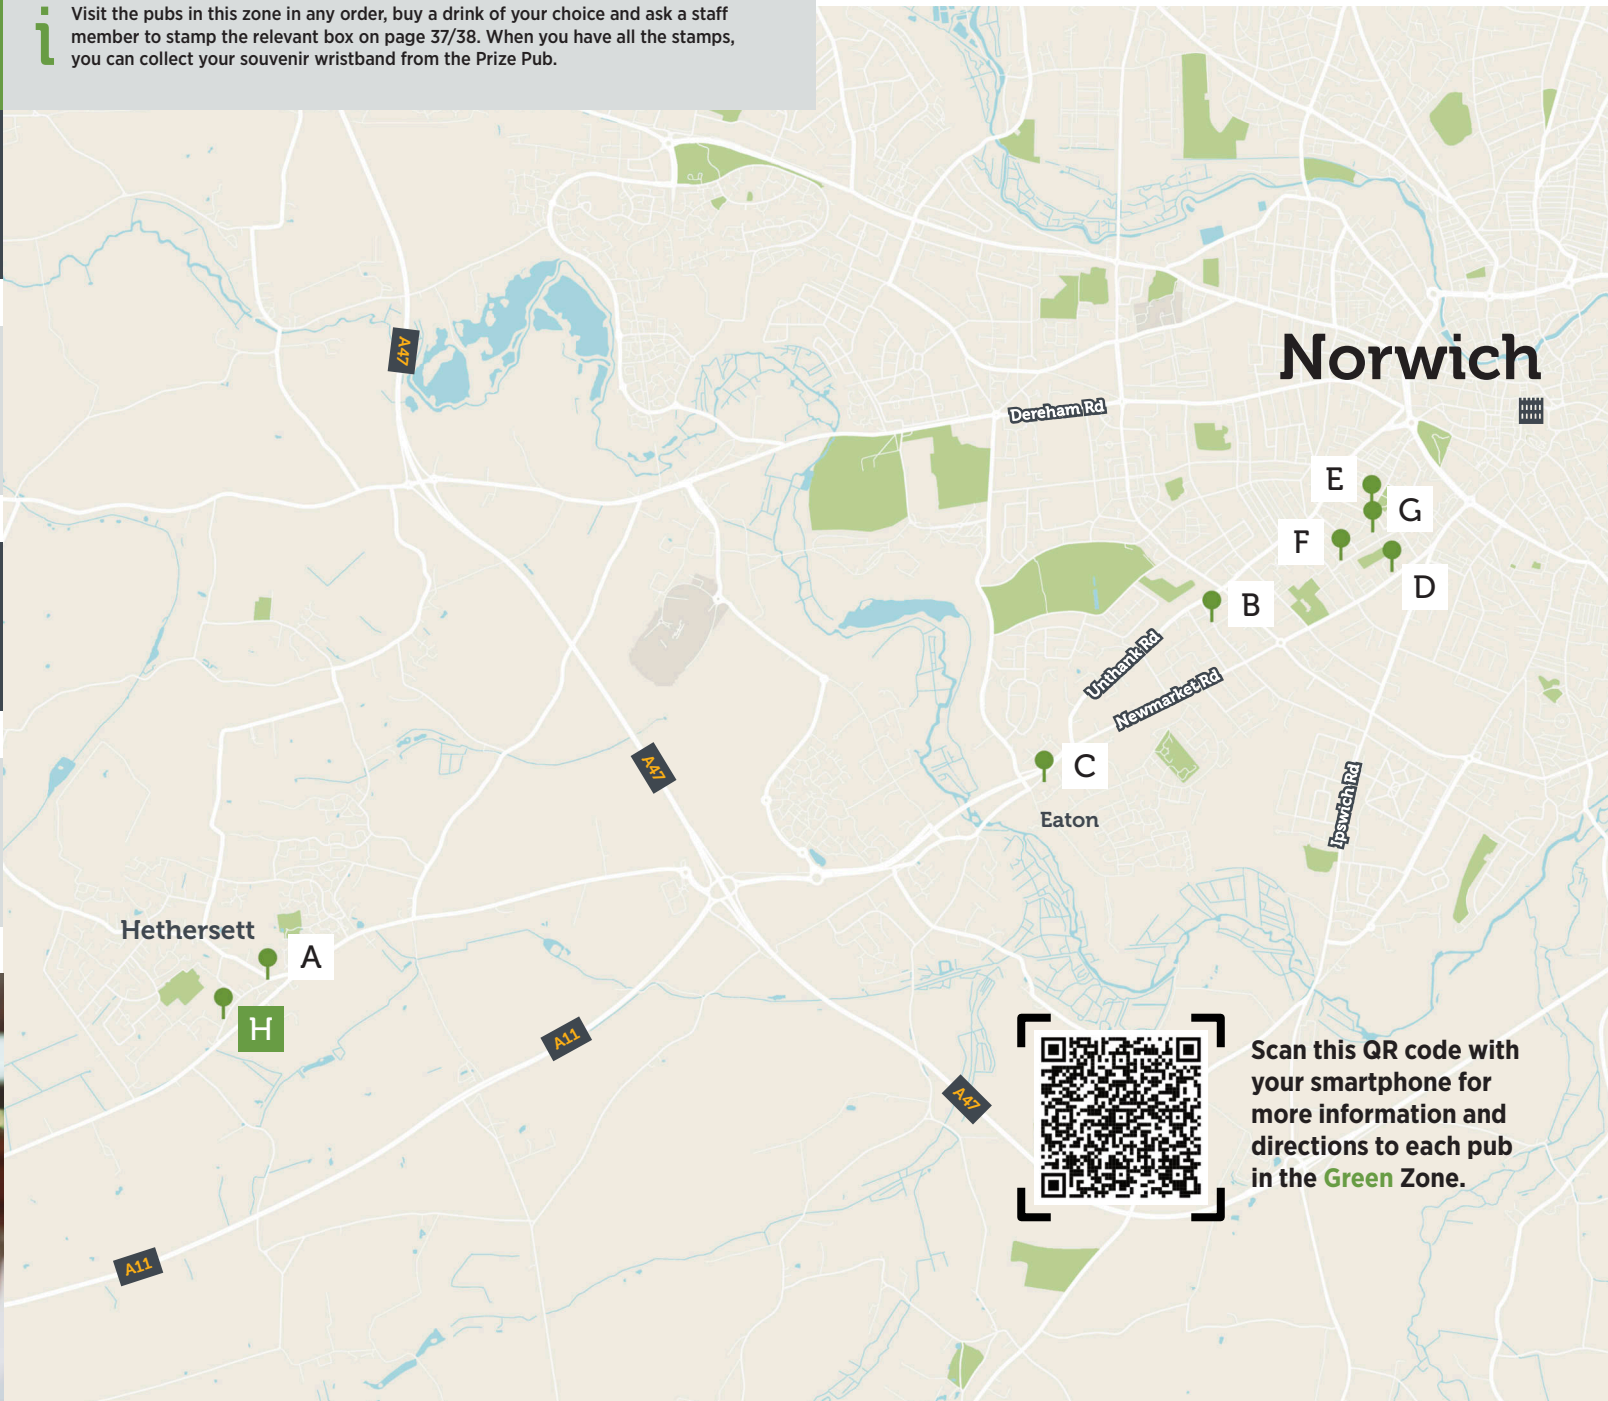 Visit the pubs in this zone in any order, buy a drink of your choice and ask a staff
member to stamp the relevant box on page 37/38. When you have all the stamps,
you can collect your souvenir wristband from the Prize Pub.
A47
Norwich
Dereham Rd
E
G
F
D
B
Unthank Rd
Newmarket Rd
A47
C
Ipswich Rd
Eaton
Hethersett
A
H
A11
A47
Scan this QR code with
your smartphone for
more information and
directions to each pub
in the Green Zone.
A11